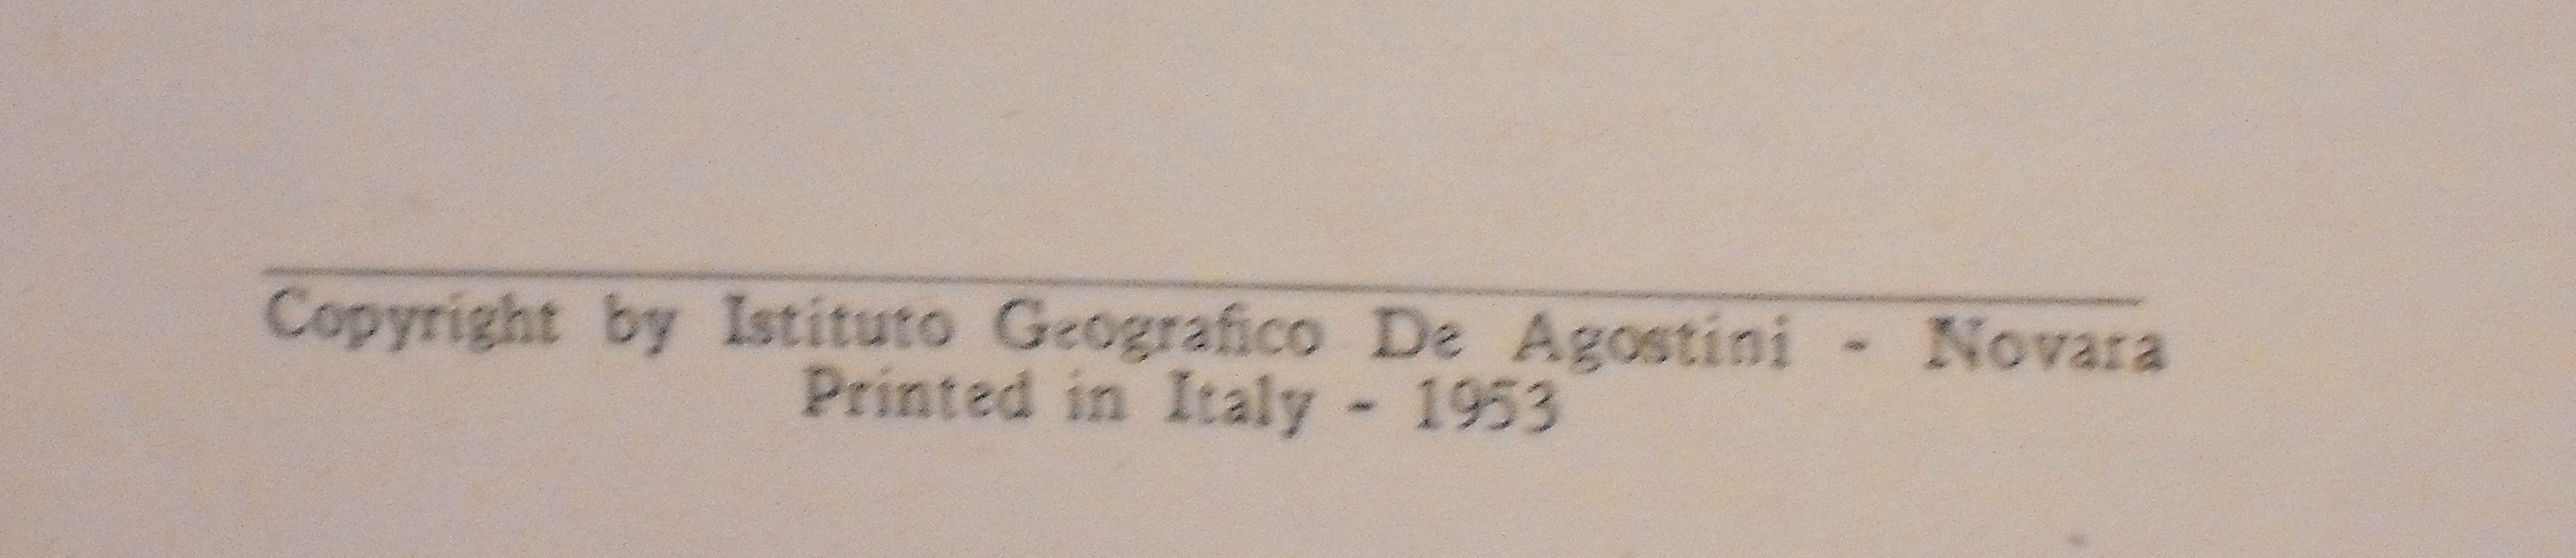 Copyright by Istituto Geografico De Agostini - Novara
Printed in Italy - 1953